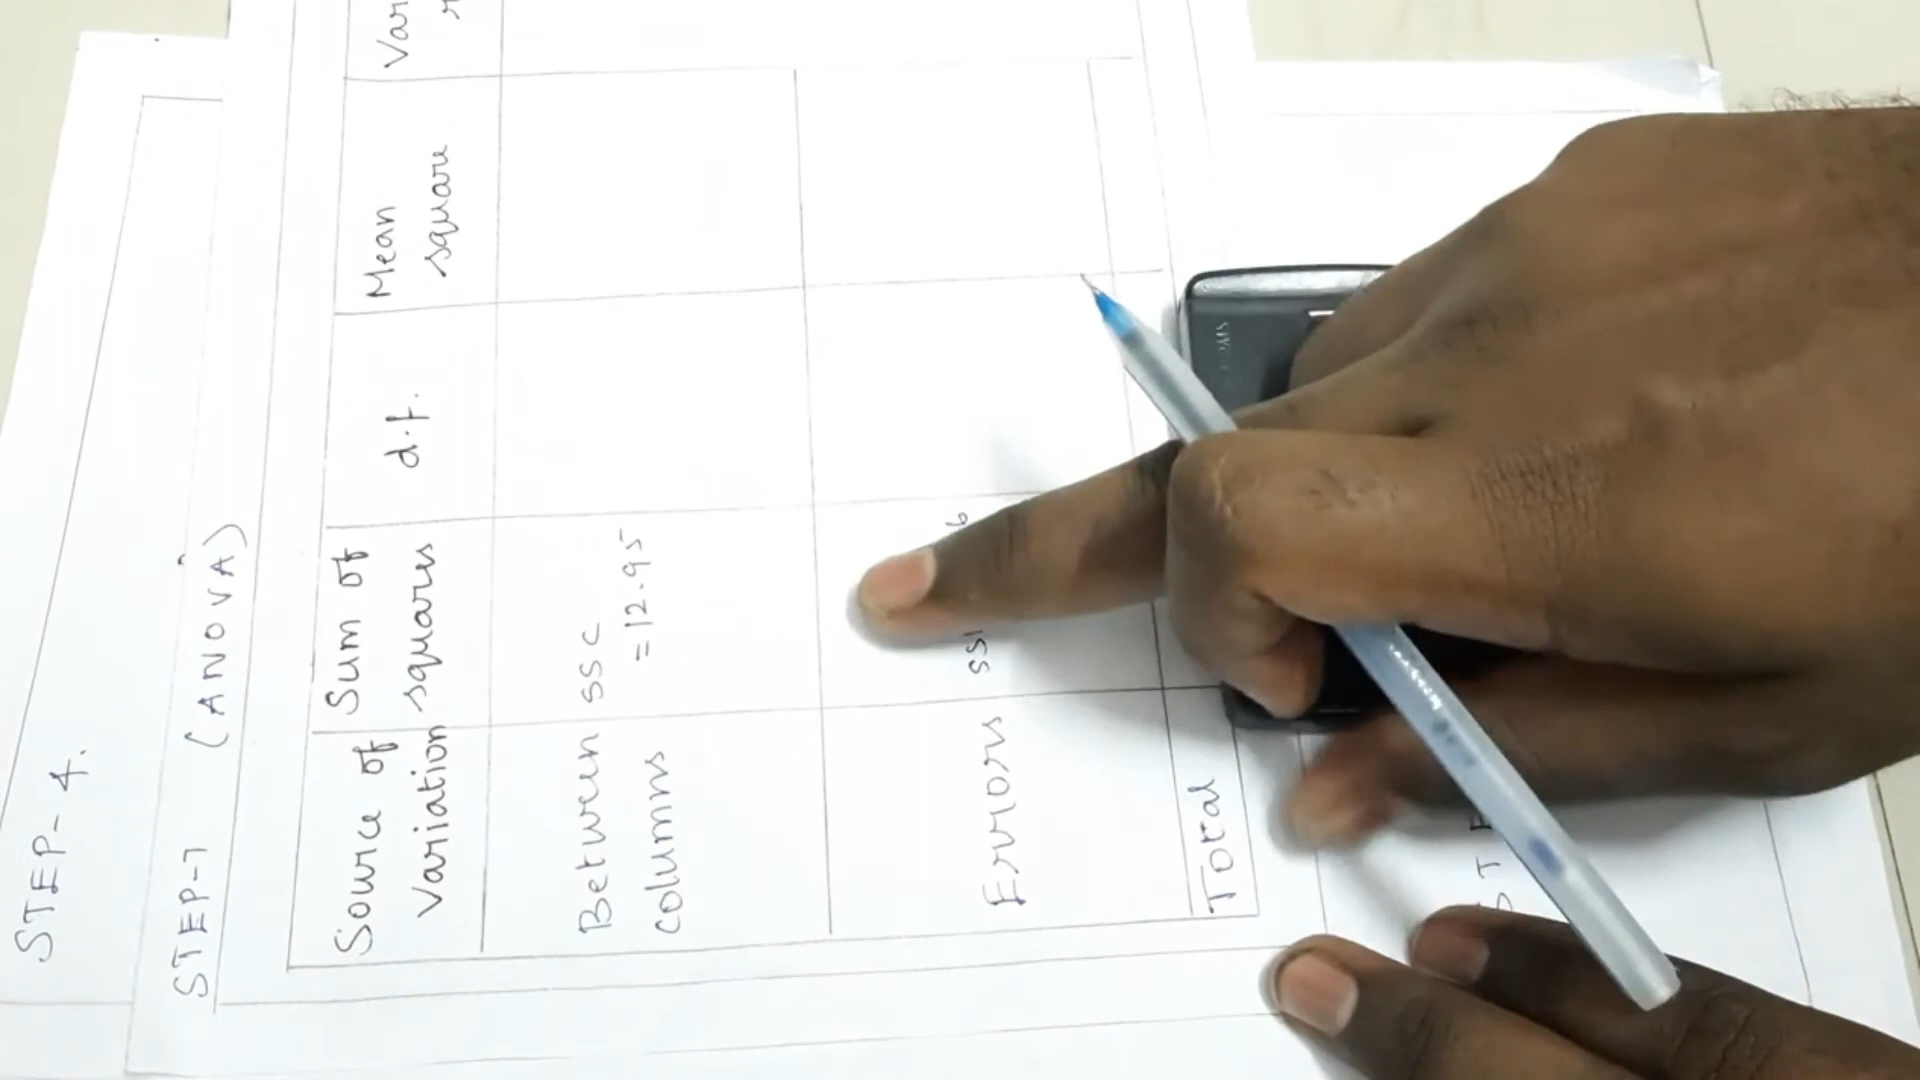 STEP-4.
STEP-7 (ANOVA)
Source of
variation
Sum of
squares
d.f.
Mean
square
Var
Between
columns
SSC
=12.95
Errors
6
Total